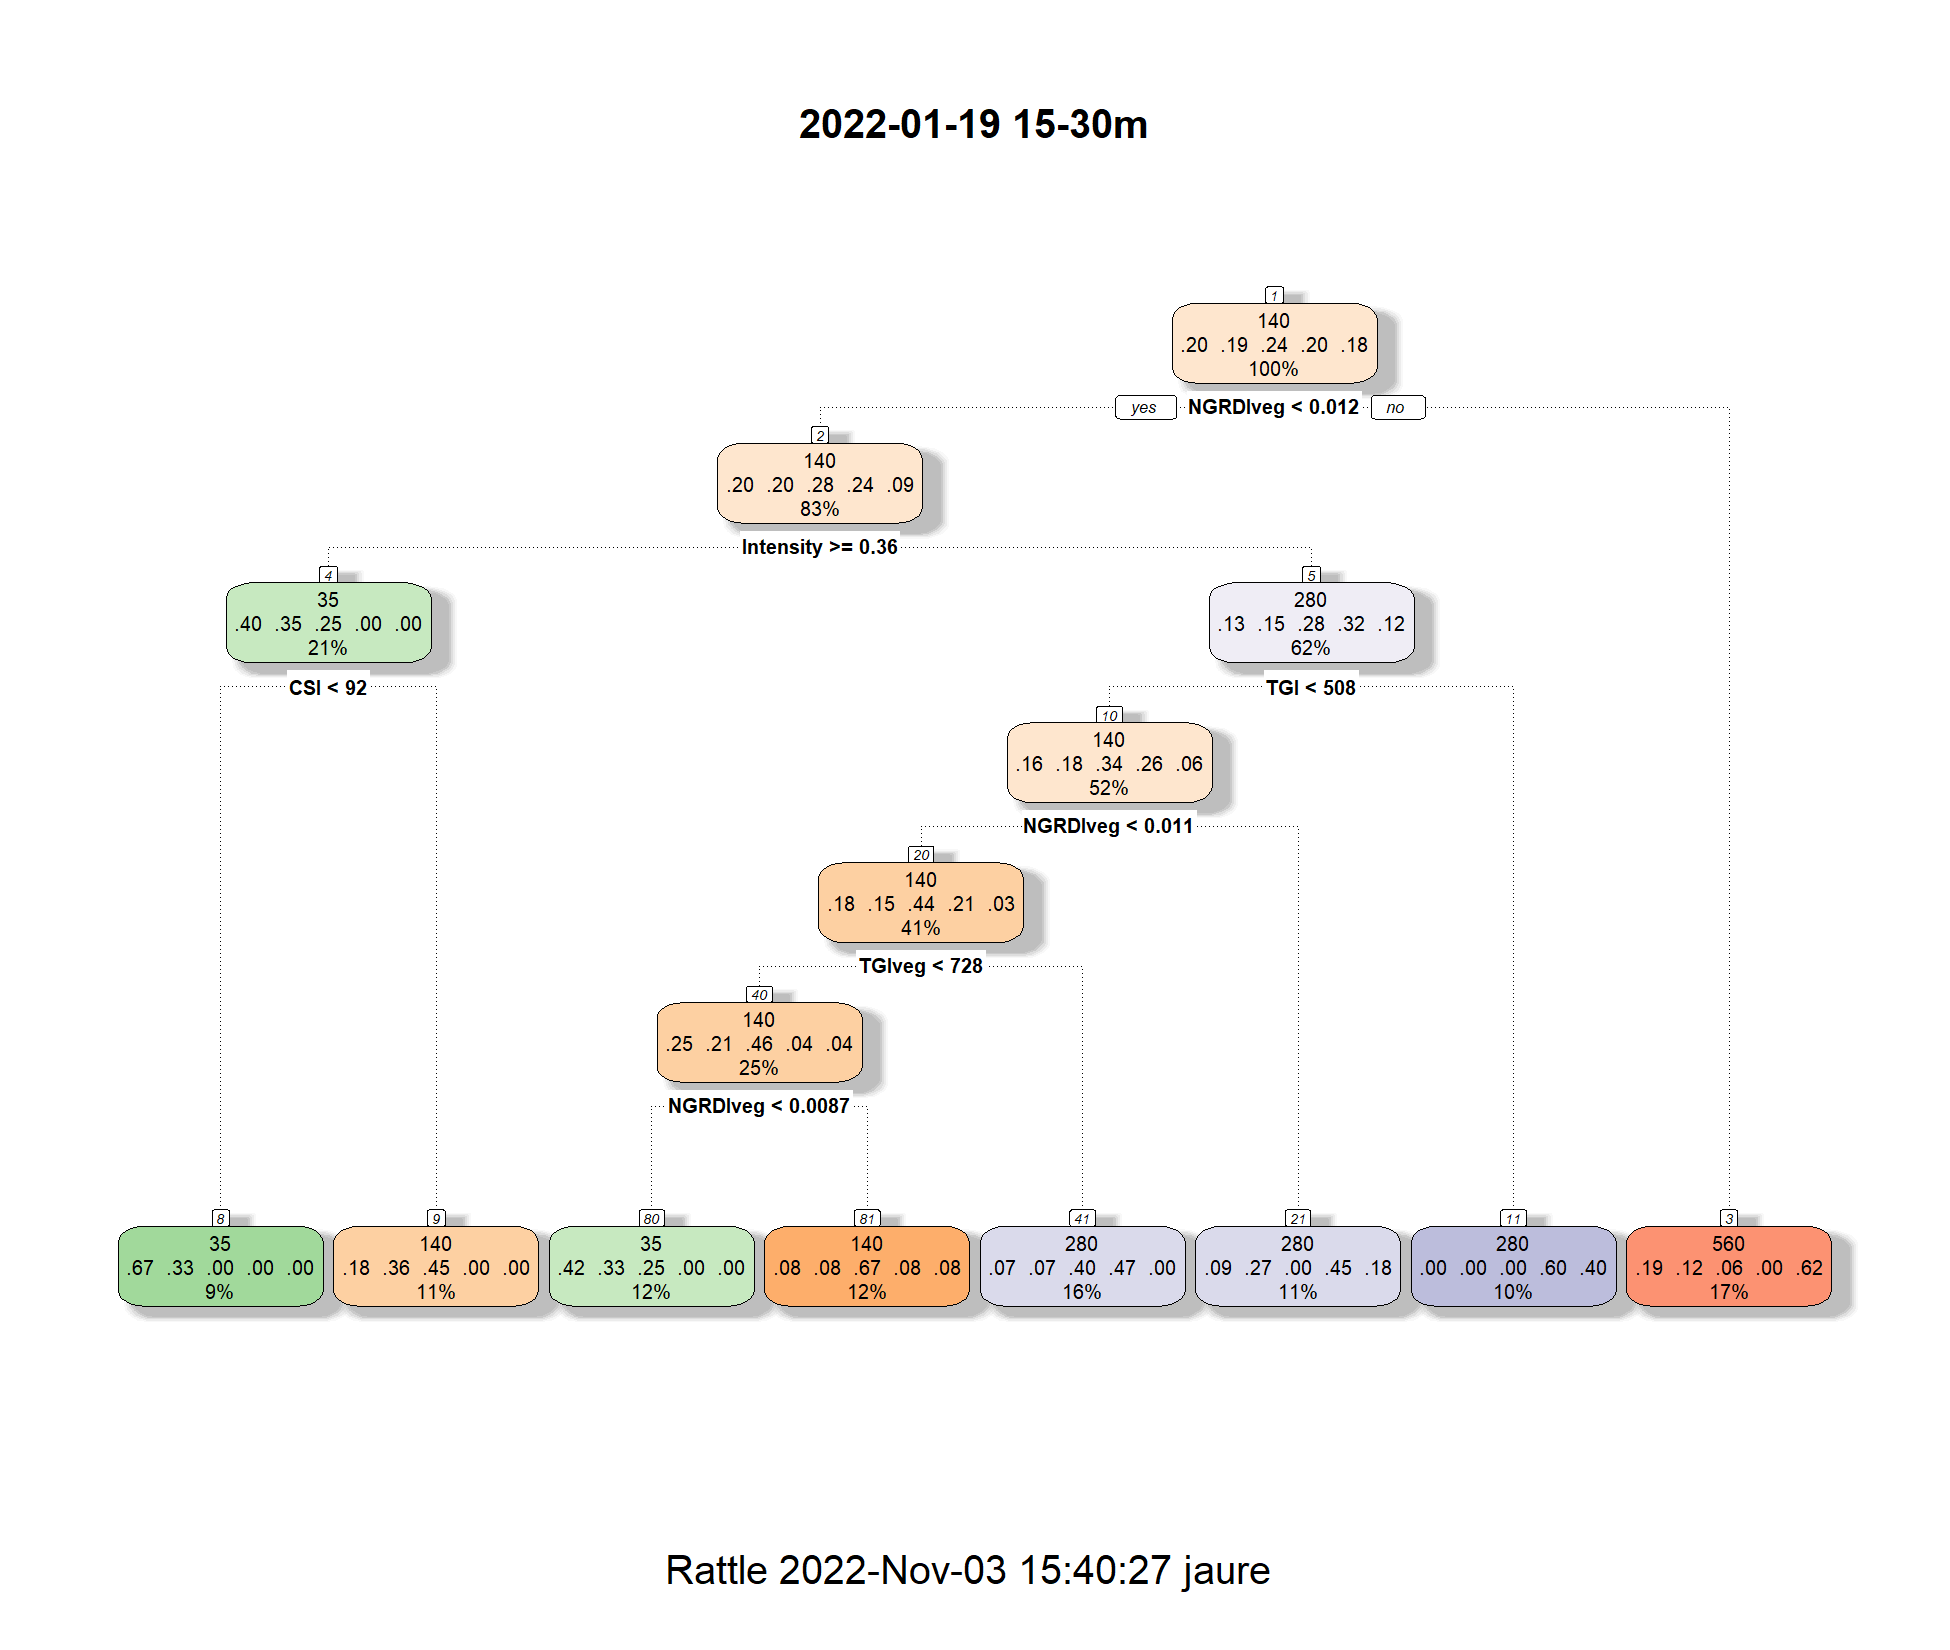 2022-01-19 15-30m
1
140
.20 .19 .24 .20 .18
100%
yes NGRDIveg < 0.012 no
2
140
.20 .20 .28 .24 .09
83%
Intensity >= 0.36
4
35
.40 .35 .25 .00 .00
21%
5
280
.13 .15 .28 .32 .12
62%
CSI < 92
TGI < 508
10
140
.16 .18 .34 .26 .06
52%
NGRDIveg < 0.011
20
140
.18 .15 .44 .21 .03
41%
TGIveg < 728
40
140
.25 .21 .46 .04 .04
25%
NGRDIveg < 0.0087
8
35
.67 .33 .00 .00 .00
9%
9
140
.18 .36 .45 .00 .00
11%
80
35
.42 .33 .25 .00 .00
12%
81
140
.08 .08 .67 .08 .08
12%
41
280
.07 .07 .40 .47 .00
16%
21
280
.09 .27 .00 .45 .18
11%
11
280
.00 .00 .00 .60 .40
10%
3
560
.19 .12 .06 .00 .62
17%
Rattle 2022-Nov-03 15:40:27 jaure